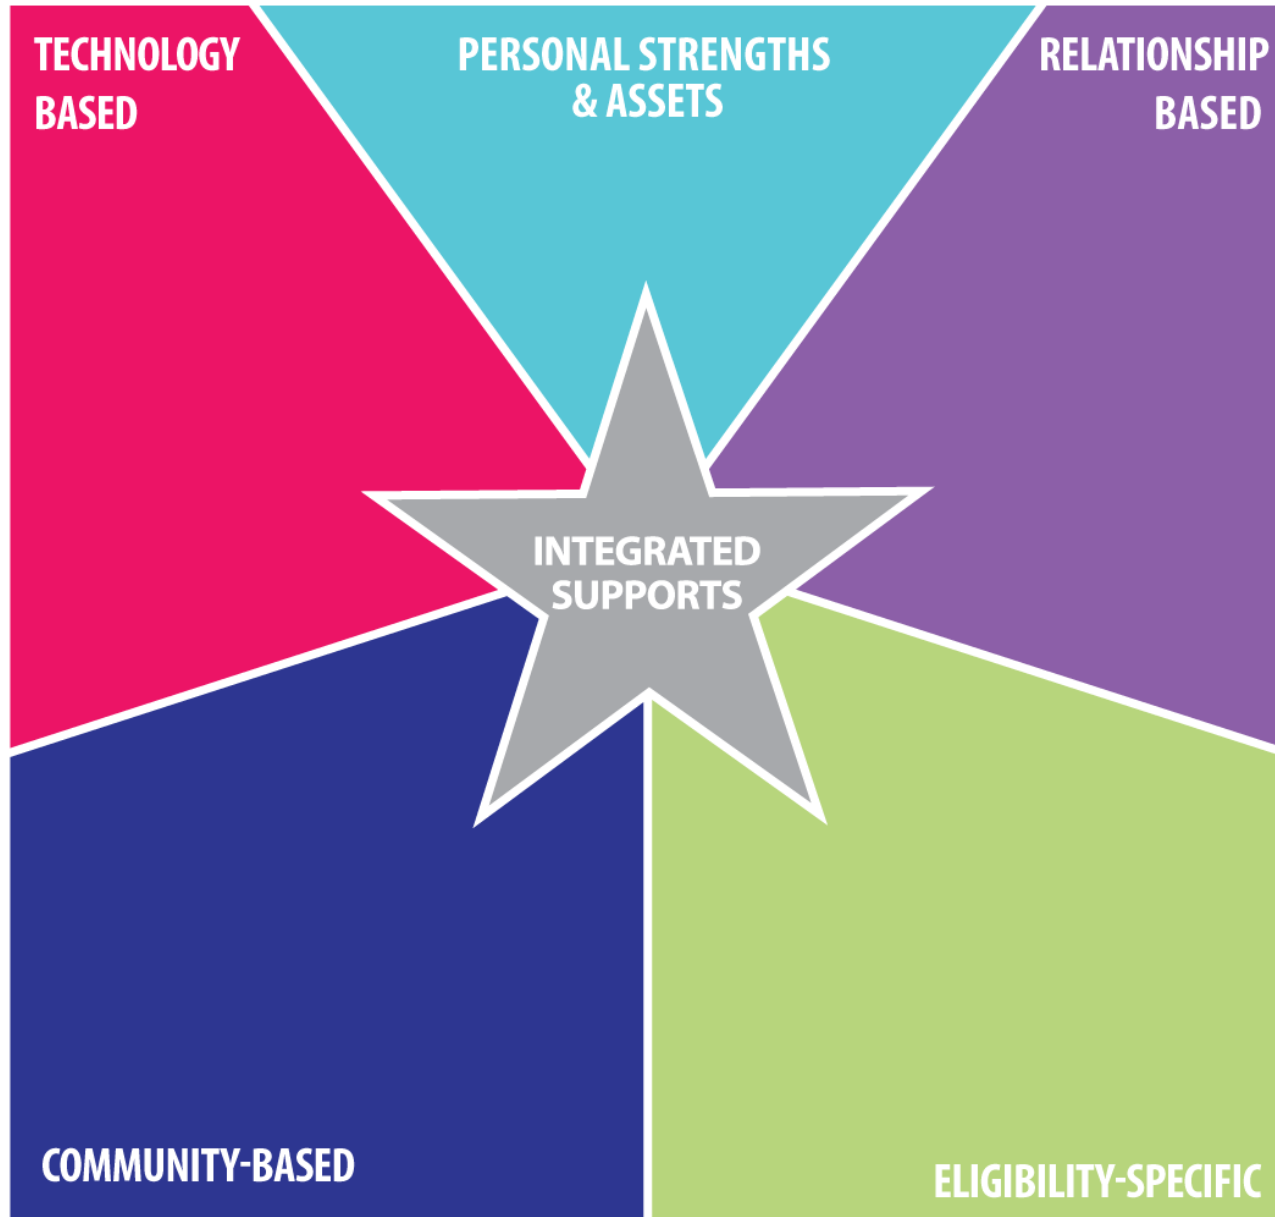 TECHNOLOGY
BASED
PERSONAL STRENGTHS
& ASSETS
RELATIONSHIP
BASED
INTEGRATED
SUPPORTS
COMMUNITY-BASED
ELIGIBILITY-SPECIFIC